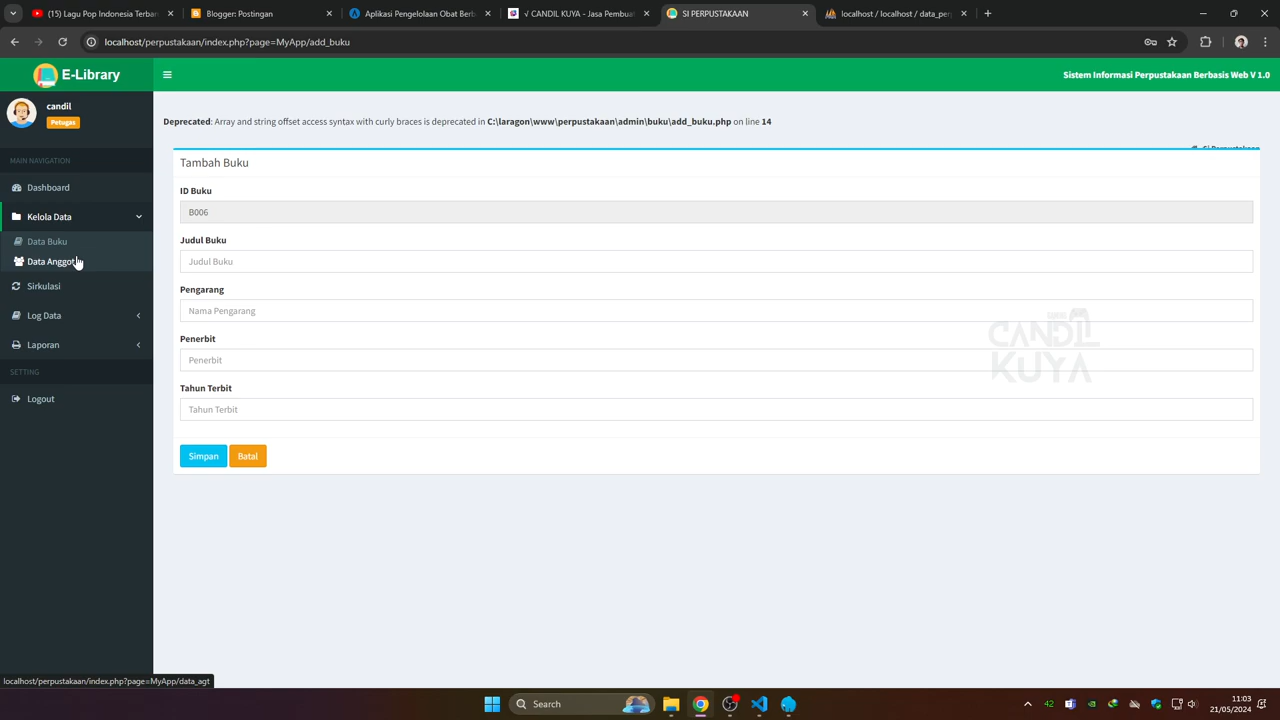 (15) Lagu POP Indonesia Terbar
Blogger: Postingan
Aplikasi Pengelolaan Obat Berb
√ CANDIL KUYA - Jasa Pembuat
SI PERPUSTAKAAN
localhost / localhost / data_perp
localhost/perpustakaan/index.php?page=MyApp/add_buku
E-Library
Sistem Informasi Perpustakaan Berbasis Web V 1.0
candil
Petugas
Deprecated: Array and string offset access syntax with curly braces is deprecated in C:\laragon\www\perpustakaan\admin\buku\add_buku.php on line 14
Si Perpustakaan
MAIN NAVIGATION
Dashboard
Kelola Data
Data Buku
Data Anggot
Sirkulasi
Log Data
Laporan
SETTING
Logout
Tambah Buku
ID Buku
B006
Judul Buku
Judul Buku
Pengarang
Nama Pengarang
Penerbit
Penerbit
Tahun Terbit
Tahun Terbit
Simpan
Batal
CANDIL
KUYA
localhost/perpustakaan/index.php?page=MyApp/data_agt
Search
42
11:03
21/05/2024